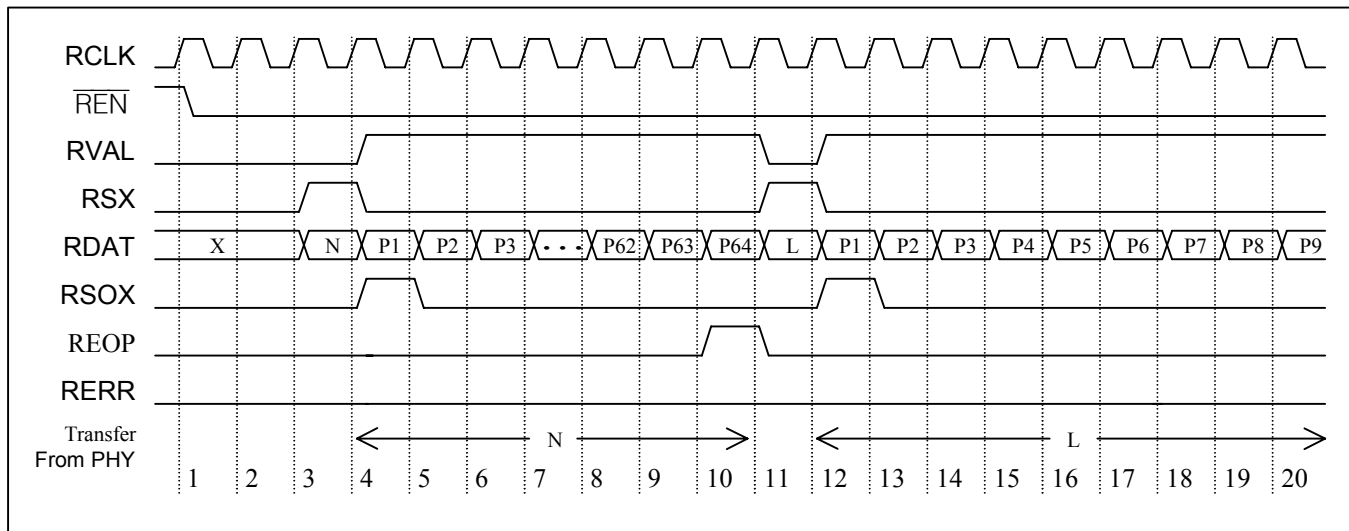 RCLK
REN
RVAL
RSX
RDAT X N P1 P2 P3 ... P62 P63 P64 L P1 P2 P3 P4 P5 P6 P7 P8 P9
RSOX
REOP
RERR
Transfer N L
From PHY
1 2 3 4 5 6 7 8 9 10 11 12 13 14 15 16 17 18 19 20